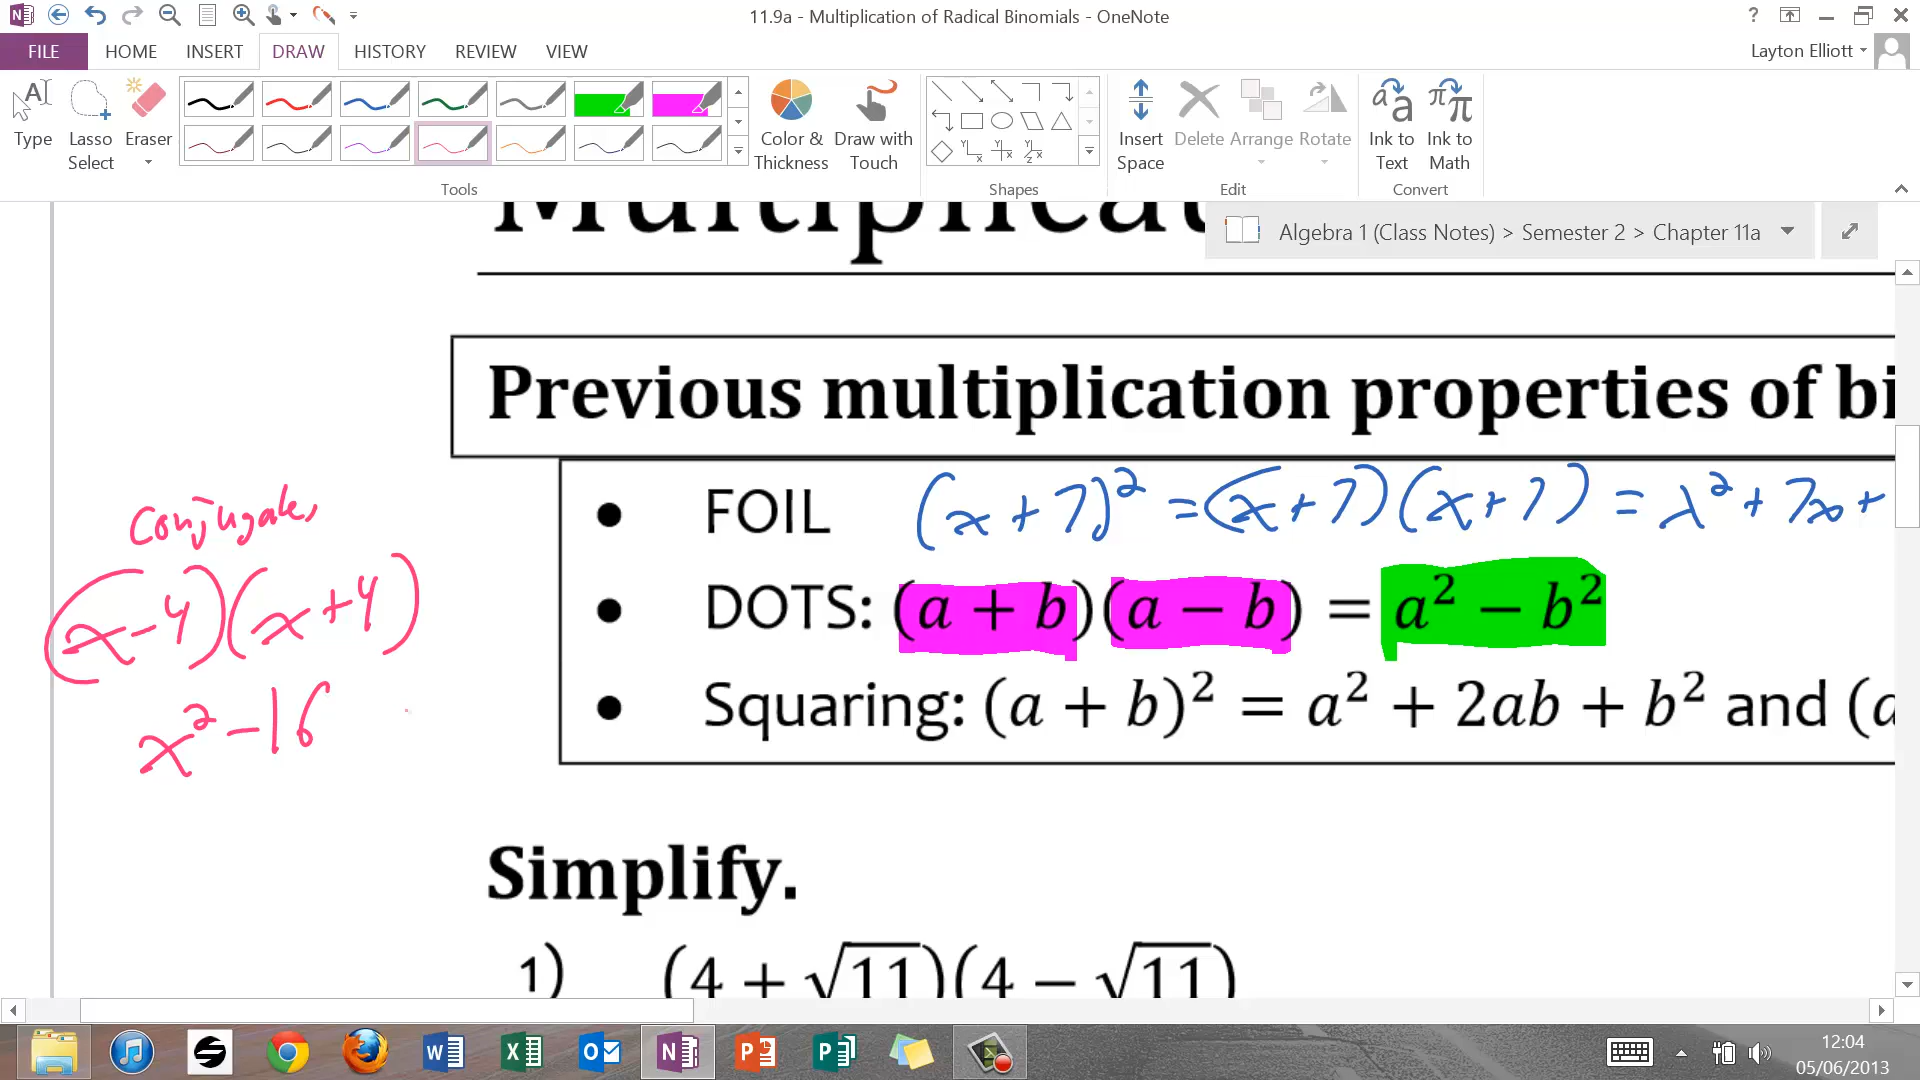 11.9a - Multiplication of Radical Binomials - OneNote
FILE HOME INSERT DRAW HISTORY REVIEW VIEW
Layton Elliott
Type
Lasso Select
Eraser
Color & Thickness
Draw with Touch
Insert Space
Delete
Arrange
Rotate
Ink to Text
Ink to Math
Tools
Shapes
Edit
Convert
Algebra 1 (Class Notes) > Semester 2 > Chapter 11a
Previous multiplication properties of bi
• FOIL (x + 7)² = (x + 7)(x + 7) = x² + 7x +
• DOTS: (a + b)(a − b) = a² − b²
• Squaring: (a + b)² = a² + 2ab + b² and (a
Conjugates
(x - 4)(x + 4)
x² - 16
Simplify.
1) (4 + √11)(4 − √11)
12:04
05/06/2013